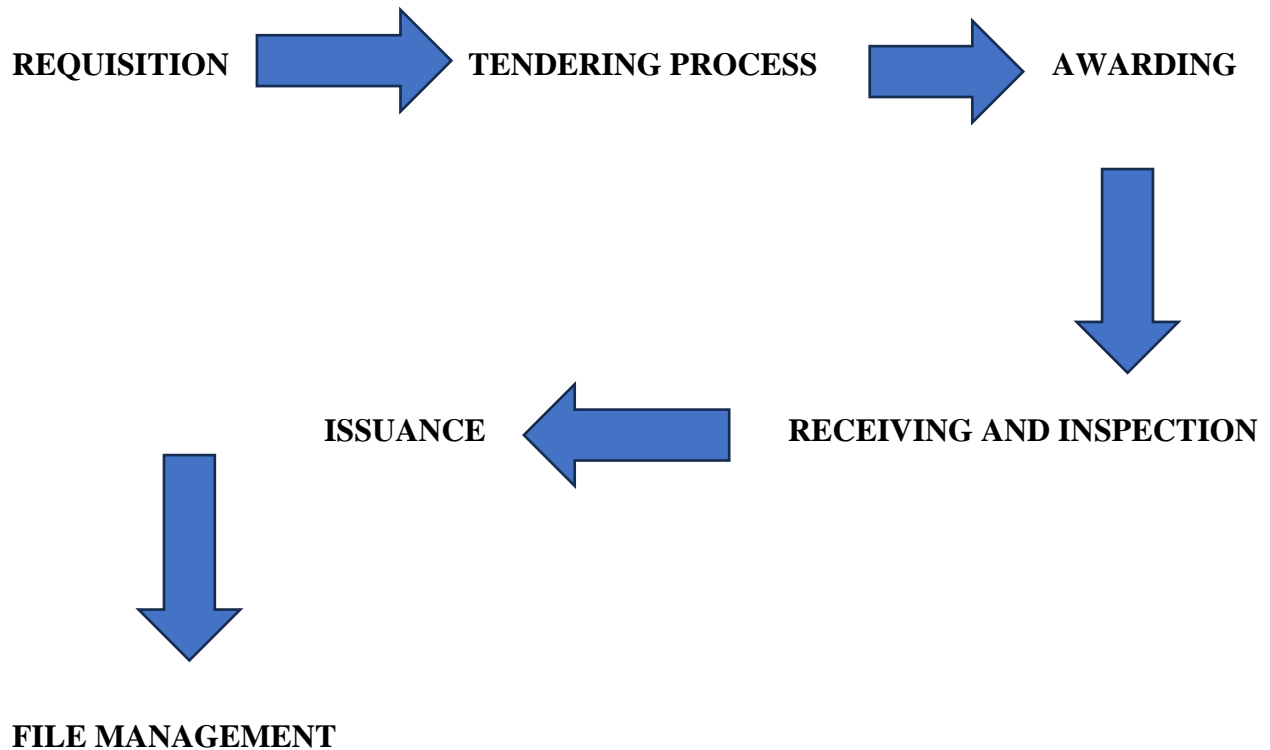 REQUISITION
TENDERING PROCESS
AWARDING
RECEIVING AND INSPECTION
ISSUANCE
FILE MANAGEMENT